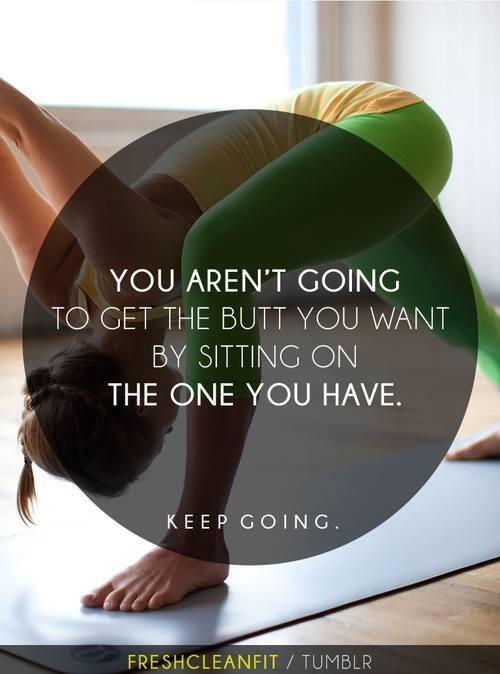 YOU AREN'T GOING
TO GET THE BUTT YOU WANT
BY SITTING ON
THE ONE YOU HAVE.
KEEP GOING.
FRESHCLEANFIT / TUMBLR